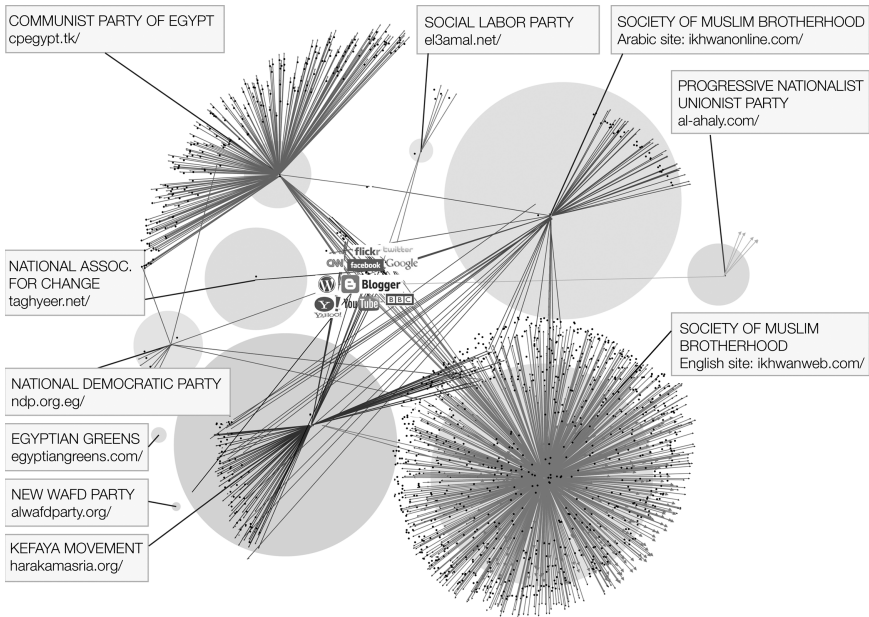 COMMUNIST PARTY OF EGYPT
cpegypt.tk/
SOCIAL LABOR PARTY
el3amal.net/
SOCIETY OF MUSLIM BROTHERHOOD
Arabic site: ikhwanonline.com/
PROGRESSIVE NATIONALIST
UNIONIST PARTY
al-ahaly.com/
NATIONAL ASSOC.
FOR CHANGE
taghyeer.net/
flickr twitter
CNN facebook Google
Blogger
Y! You Tube BBC
YAHOO!
SOCIETY OF MUSLIM
BROTHERHOOD
English site: ikhwanweb.com/
NATIONAL DEMOCRATIC PARTY
ndp.org.eg/
EGYPTIAN GREENS
egyptiangreens.com/
NEW WAFD PARTY
alwafdparty.org/
KEFAYA MOVEMENT
harakamasria.org/